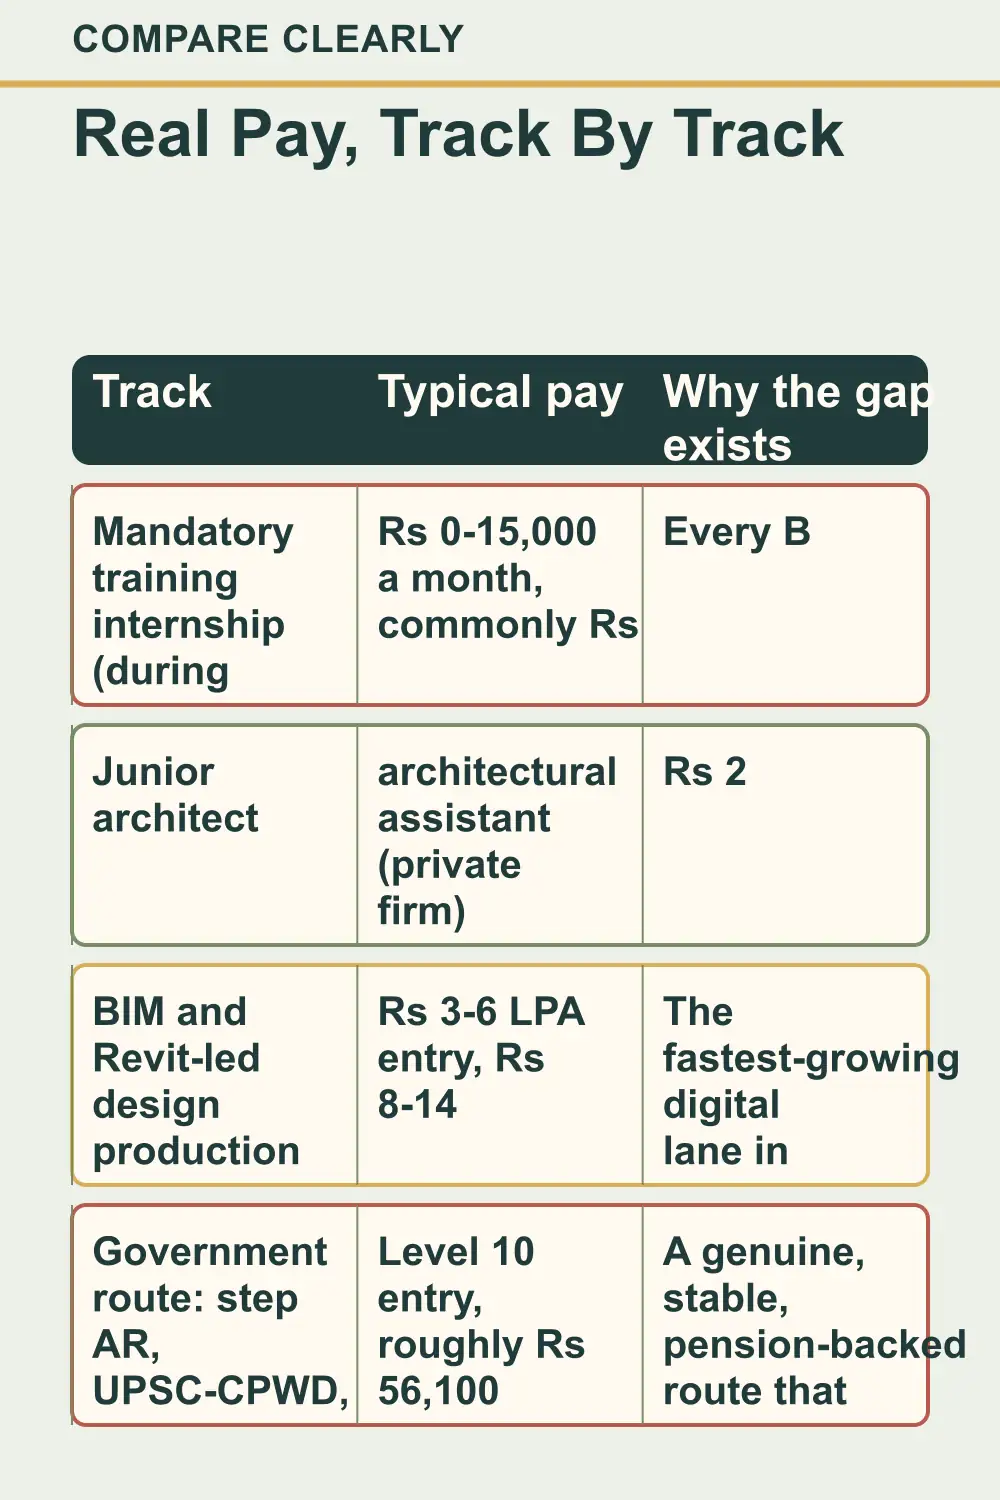 COMPARE CLEARLY
Real Pay, Track By Track
Track
Typical pay
Why the gap
exists
Mandatory
training
internship
(during
Rs 0-15,000
a month,
commonly Rs
Every B
Junior
architect
architectural
assistant
(private
firm)
Rs 2
BIM and
Revit-led
design
production
Rs 3-6 LPA
entry, Rs
8-14
The
fastest-growing
digital
lane in
Government
route: step
AR,
UPSC-CPWD,
Level 10
entry,
roughly Rs
56,100
A genuine,
stable,
pension-backed
route that